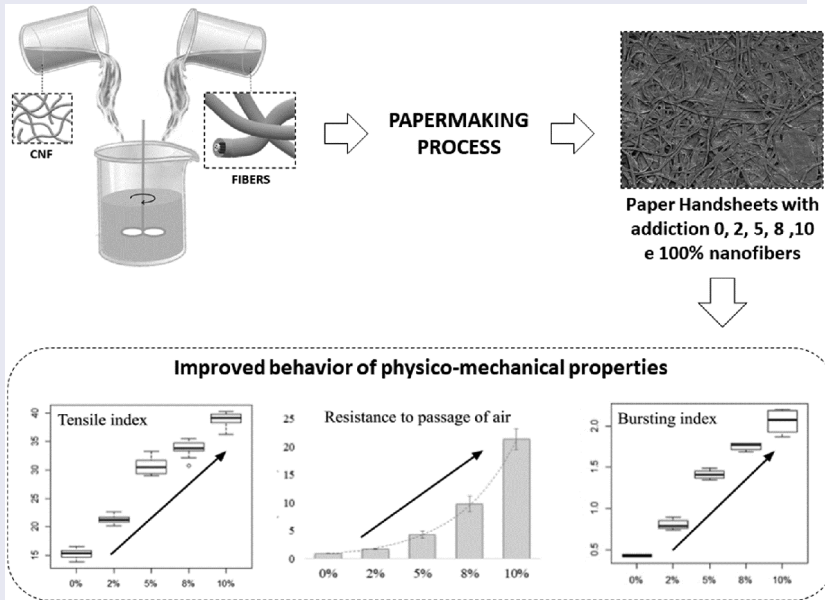 CNF
FIBERS
PAPERMAKING
PROCESS
Paper Handsheets with
addiction 0, 2, 5, 8 ,10
e 100% nanofibers
Improved behavior of physico-mechanical properties
Tensile index
40
35
30
25
20
15
0% 2% 5% 8% 10%
Resistance to passage of air
25
20
15
10
5
0
0% 2% 5% 8% 10%
Bursting index
2.0
1.5
1.0
0.5
0% 2% 5% 8% 10%